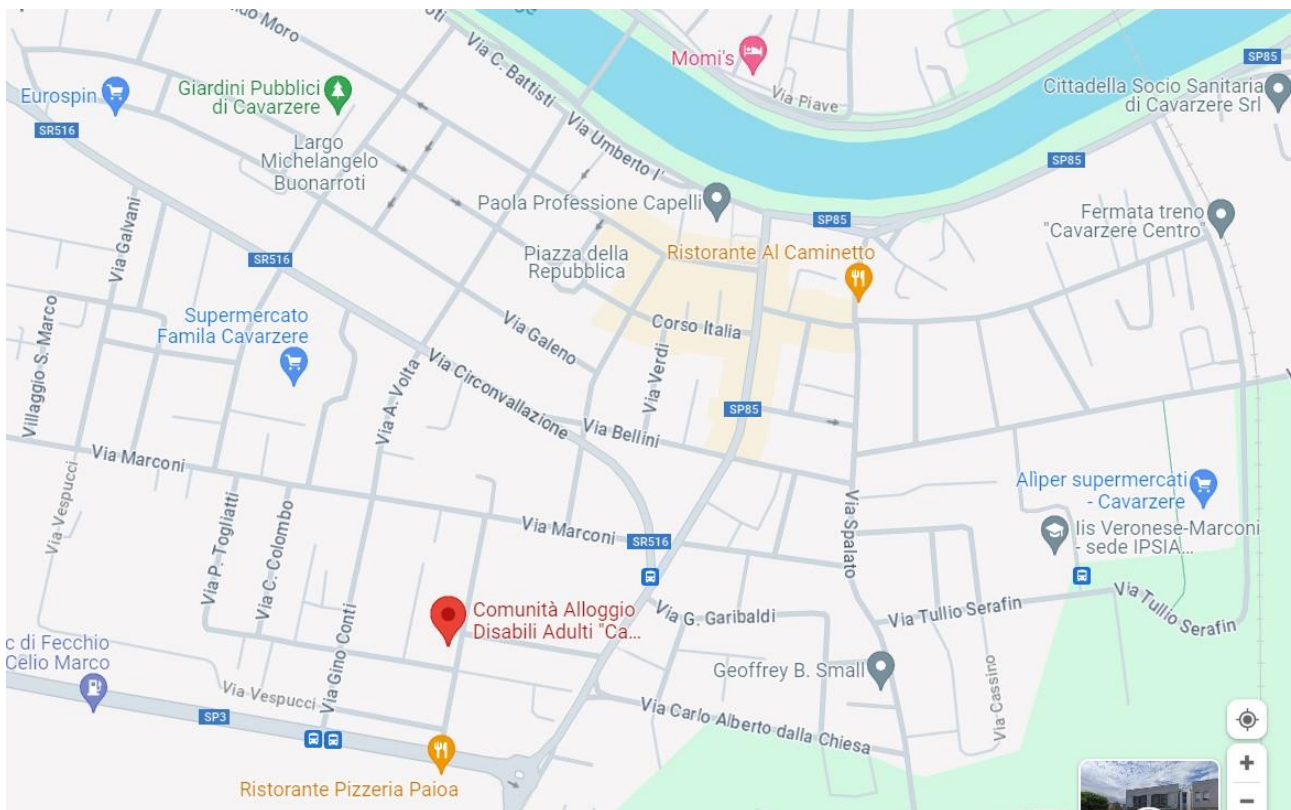 Moro
oti
Via C. Battisti
Momi's
Via Piave
SP85
Cittadella Socio Sanitaria
di Cavarzere Srl
Eurospin
Giardini Pubblici
di Cavarzere
SR516
Largo
Michelangelo
Buonarroti
Via Umberto I°
SP85
Paola Professione Capelli
SP85
Fermata treno
"Cavarzere Centro"
Via Galvani
SR516
Piazza della
Repubblica
Ristorante Al Caminetto
Villaggio S. Marco
Supermercato
Famila Cavarzere
Via Galeno
Corso Italia
Via Verdi
Via A. Volta
Via Circonvallazione
SP85
Via Bellini
Via Marconi
Via Vespucci
Via P. Togliatti
Via C. Colombo
Via Marconi
SR516
Via Spalato
Alìper supermercati
- Cavarzere
Iis Veronese-Marconi
- sede IPSIA...
Via Gino Conti
Comunità Alloggio
Disabili Adulti "Ca...
Via G. Garibaldi
Via Tullio Serafin
Via Tullio Serafin
c di Fecchio
Celio Marco
Via Vespucci
Geoffrey B. Small
Via Cassino
SP3
Via Carlo Alberto dalla Chiesa
Ristorante Pizzeria Paioa